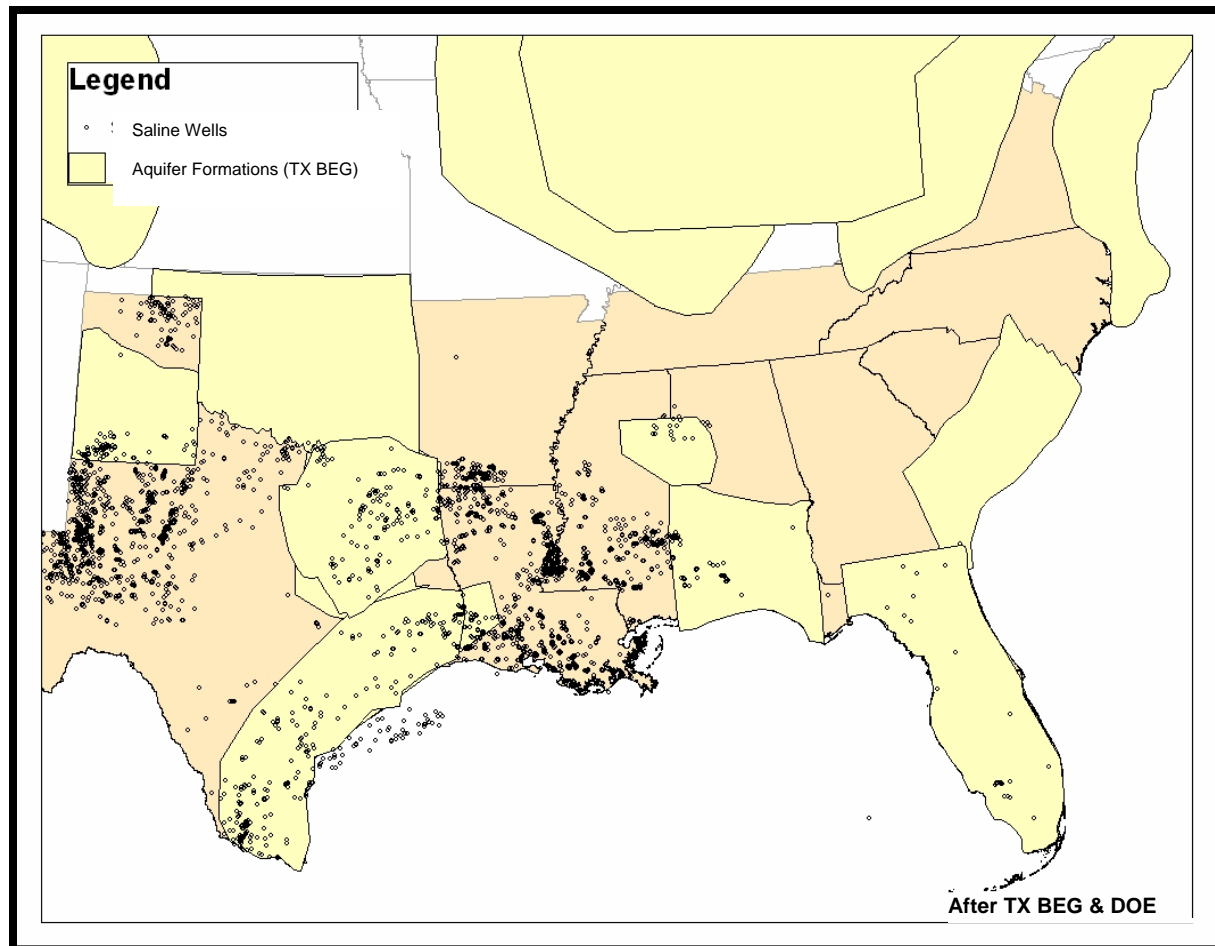 Legend
Saline Wells
Aquifer Formations (TX BEG)
After TX BEG & DOE